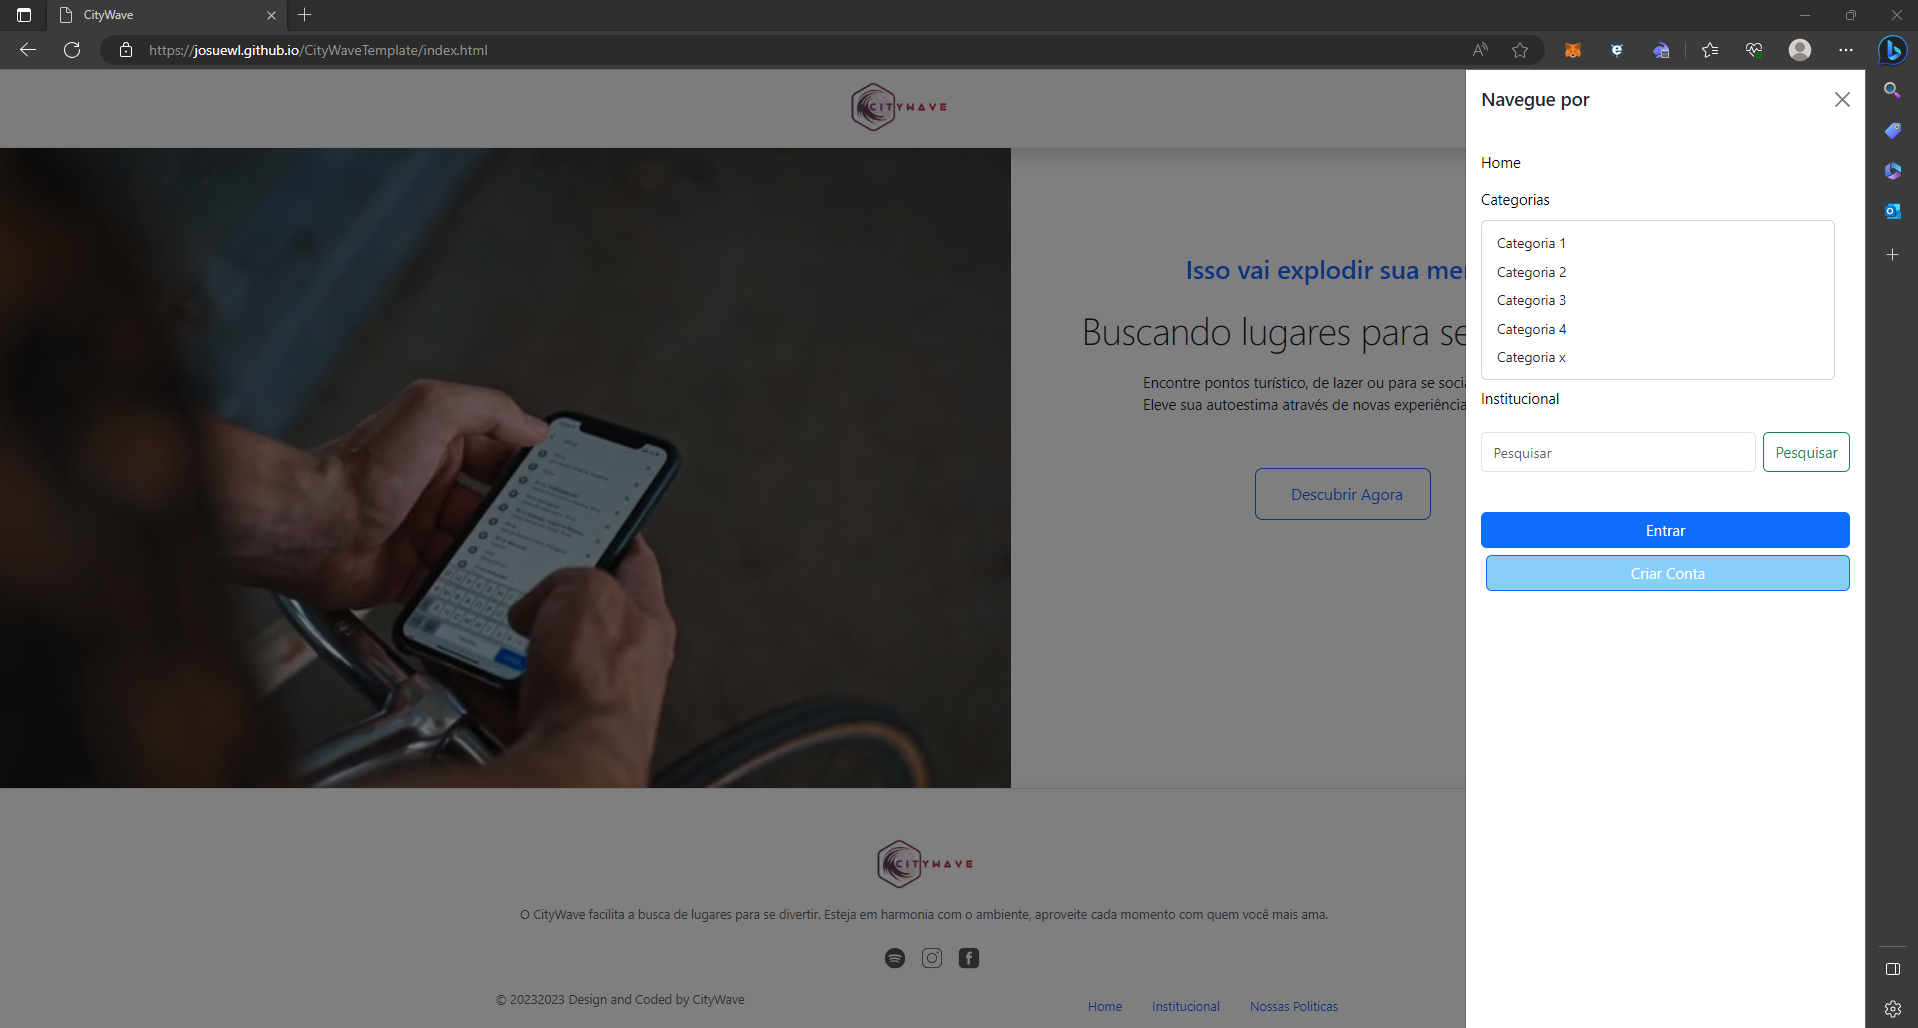 CityWave
https://josuewl.github.io/CityWaveTemplate/index.html
CITYWAVE
Isso vai explodir sua me
Buscando lugares para se
Encontre pontos turístico, de lazer ou para se soci
Eleve sua autoestima através de novas experiência
Descubrir Agora
Navegue por
Home
Categorias
Categoria 1
Categoria 2
Categoria 3
Categoria 4
Categoria x
Institucional
Pesquisar Pesquisar
Entrar
Criar Conta
CITYWAVE
O CityWave facilita a busca de lugares para se divertir. Esteja em harmonia com o ambiente, aproveite cada momento com quem você mais ama.
© 20232023 Design and Coded by CityWave
Home Institucional Nossas Politicas